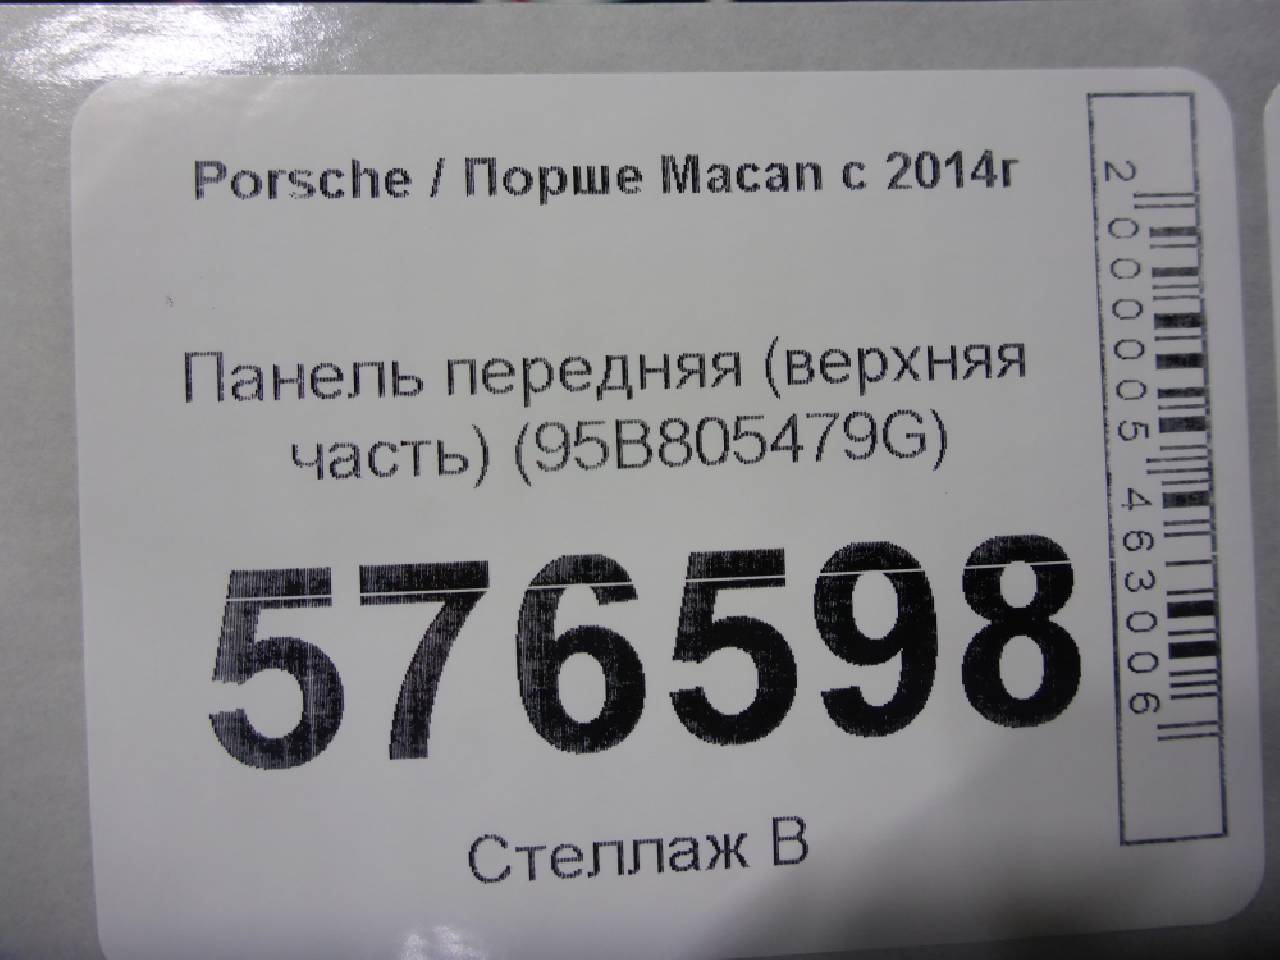 Porsche / Порше Macan с 2014г
Панель передняя (верхняя
часть) (95B805479G)
576598
Стеллаж В
2000005463006